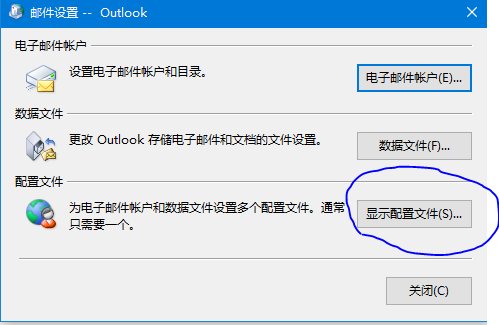 邮件设置 -- Outlook
电子邮件帐户
设置电子邮件帐户和目录。
电子邮件帐户(E)...
数据文件
更改 Outlook 存储电子邮件和文档的文件设置。
数据文件(F)...
配置文件
为电子邮件帐户和数据文件设置多个配置文件。通常
只需要一个。
显示配置文件(S)...
关闭(C)